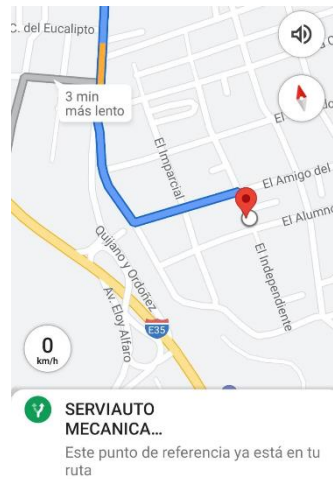 C. del Eucalipto
3 min
más lento
El Imparcial
El Amigo del
El Alumno
El Independiente
Quijano y Ordoñez
Av. Eloy Alfaro
E35
0
km/h
SERVIAUTO
MECANICA...
Este punto de referencia ya está en tu
ruta